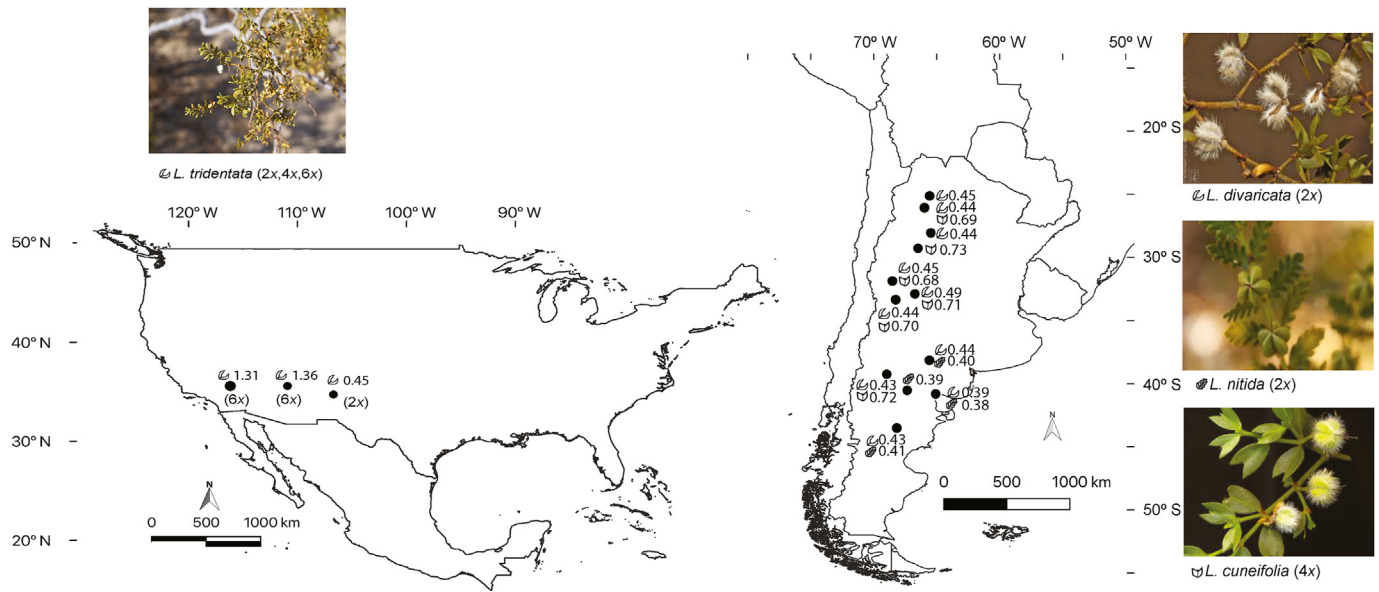 L. tridentata (2x,4x,6x)
120°W 110°W 100°W 90°W
50°N
40°N
30°N
20°N
1.31
(6x)
1.36
(6x)
0.45
(2x)
N
0 500 1000 km
70°W 60°W 50°W
20°S
30°S
40°S
50°S
0.45
0.44
0.69
0.44
0.73
0.45
0.68
0.49
0.71
0.44
0.70
0.44
0.40
0.39
0.43
0.72
0.39
0.38
0.43
0.41
N
0 500 1000 km
L. divaricata (2x)
L. nitida (2x)
L. cuneifolia (4x)